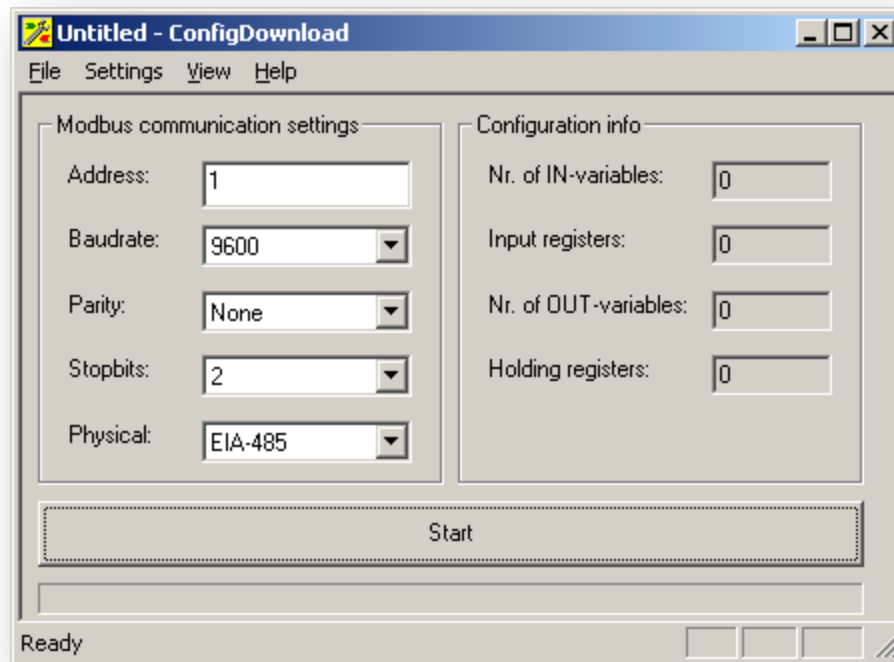 Untitled - ConfigDownload
File Settings View Help
Modbus communication settings
Address: 1
Baudrate: 9600
Parity: None
Stopbits: 2
Physical: EIA-485
Configuration info
Nr. of IN-variables: 0
Input registers: 0
Nr. of OUT-variables: 0
Holding registers: 0
Start
Ready